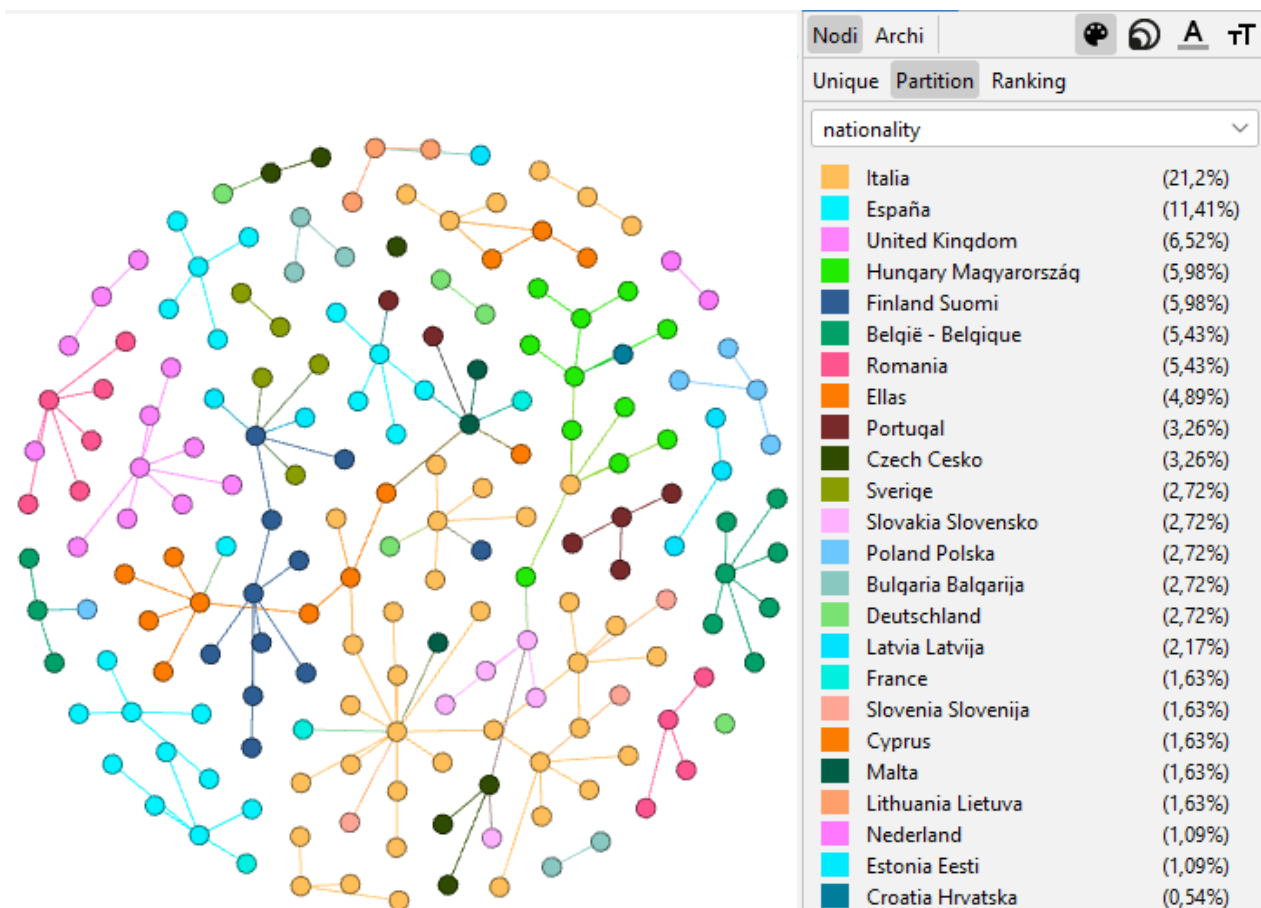 Nodi Archi A TT
Unique Partition Ranking
nationality
Italia (21,2%)
España (11,41%)
United Kingdom (6,52%)
Hungary Magyarország (5,98%)
Finland Suomi (5,98%)
België - Belgique (5,43%)
Romania (5,43%)
Ellas (4,89%)
Portugal (3,26%)
Czech Cesko (3,26%)
Sverige (2,72%)
Slovakia Slovensko (2,72%)
Poland Polska (2,72%)
Bulgaria Balgarija (2,72%)
Deutschland (2,72%)
Latvia Latvija (2,17%)
France (1,63%)
Slovenia Slovenija (1,63%)
Cyprus (1,63%)
Malta (1,63%)
Lithuania Lietuva (1,63%)
Nederland (1,09%)
Estonia Eesti (1,09%)
Croatia Hrvatska (0,54%)